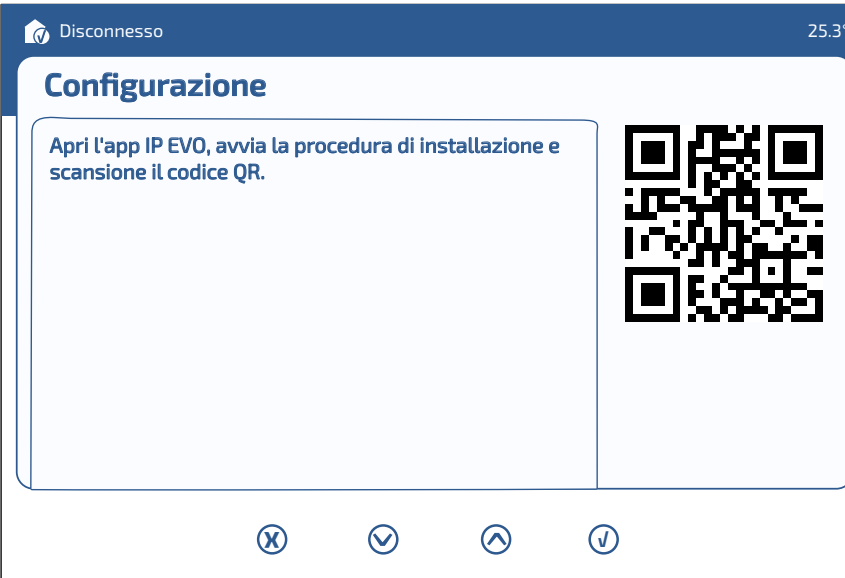 Disconnesso
25.3°
Configurazione
Apri l'app IP EVO, avvia la procedura di installazione e
scansione il codice QR.